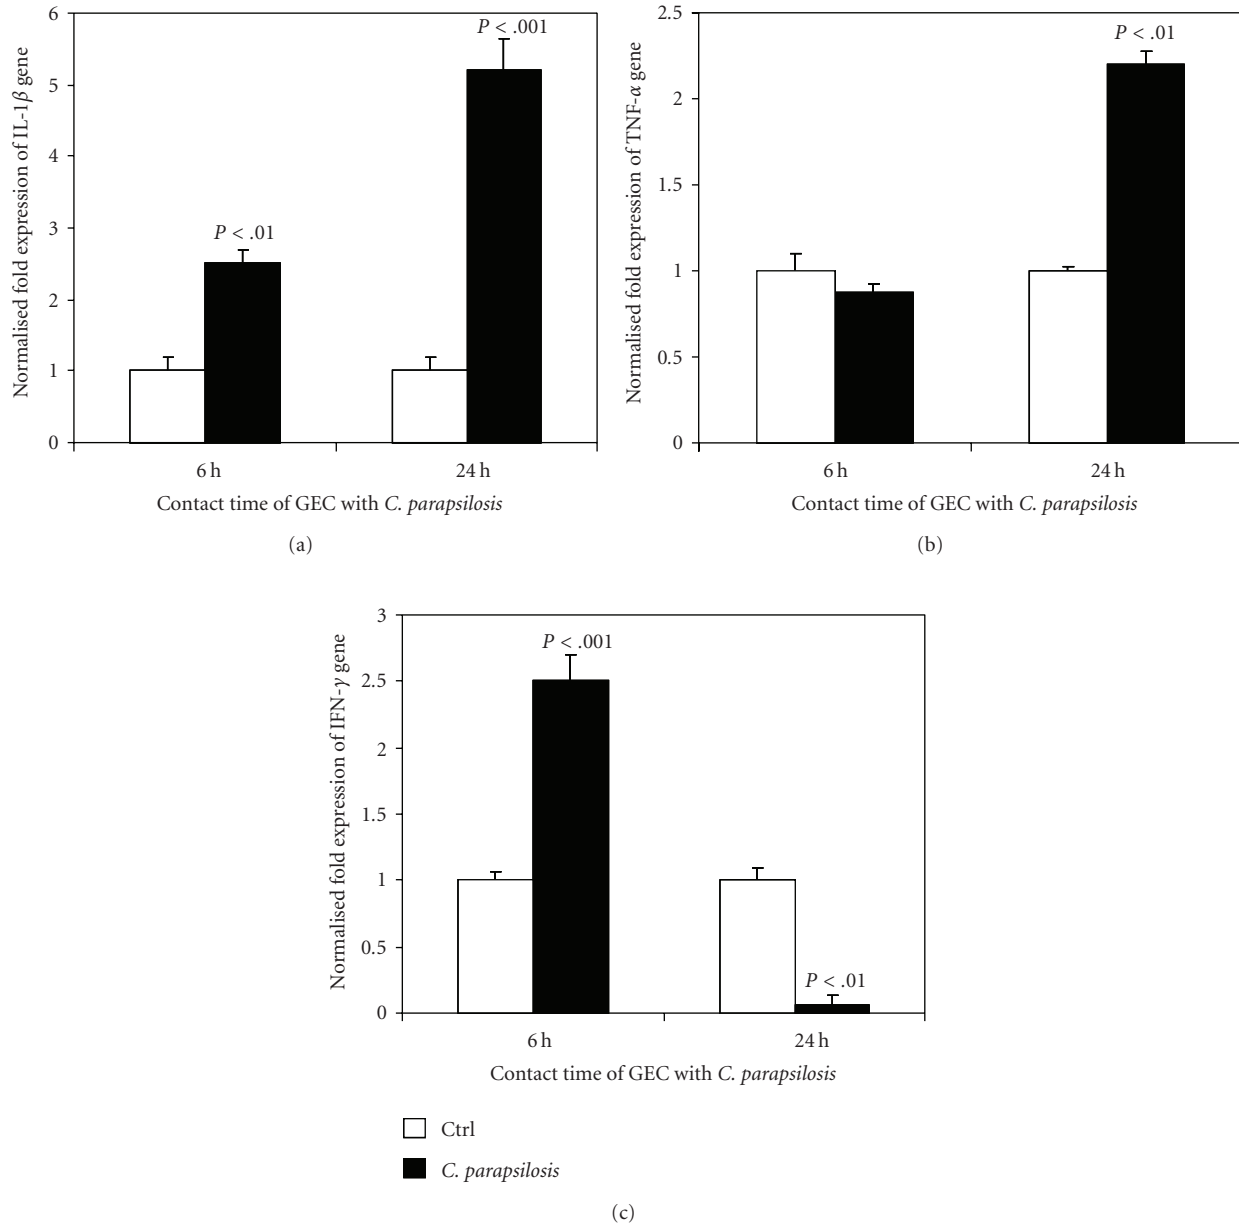 Normalised fold expression of IL-1β gene
6
5
4
3
2
1
0
P < .01
P < .001
6 h
24 h
Contact time of GEC with C. parapsilosis
(a)
Normalised fold expression of TNF-α gene
2.5
2
1.5
1
0.5
0
P < .01
6 h
24 h
Contact time of GEC with C. parapsilosis
(b)
Normalised fold expression of IFN-γ gene
3
2.5
2
1.5
1
0.5
0
P < .001
P < .01
6 h
24 h
Contact time of GEC with C. parapsilosis
Ctrl
C. parapsilosis
(c)